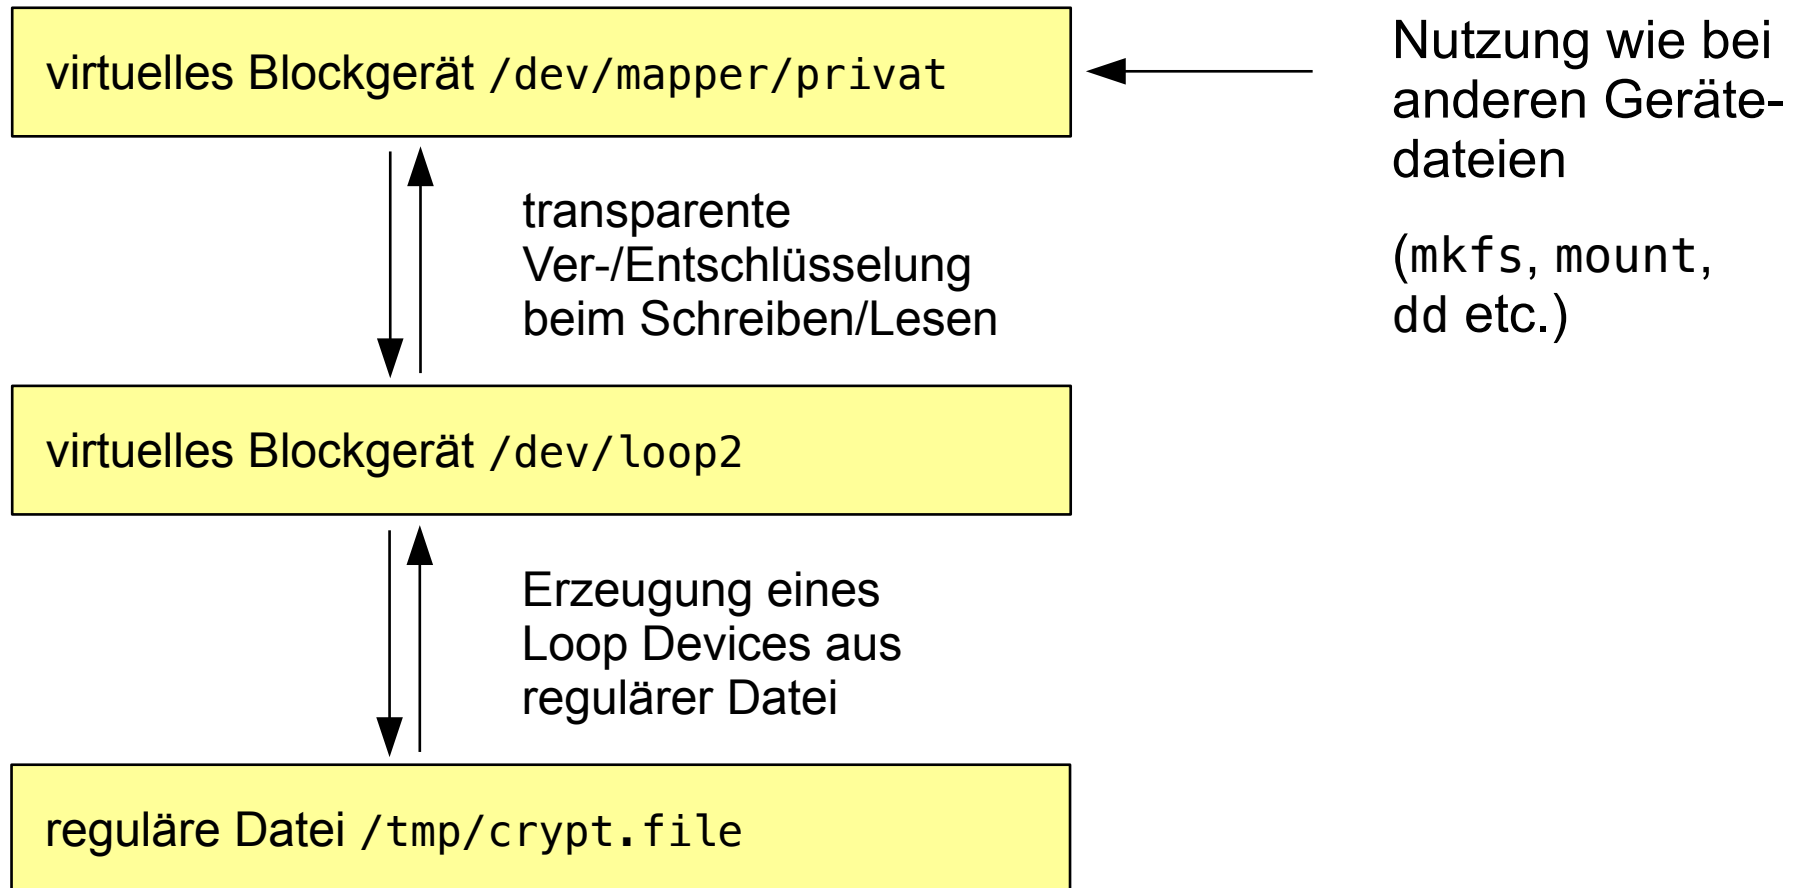 virtuelles Blockgerät /dev/mapper/privat
Nutzung wie bei
anderen Geräte-
dateien
(mkfs, mount,
dd etc.)
transparente
Ver-/Entschlüsselung
beim Schreiben/Lesen
virtuelles Blockgerät /dev/loop2
Erzeugung eines
Loop Devices aus
regulärer Datei
reguläre Datei /tmp/crypt.file